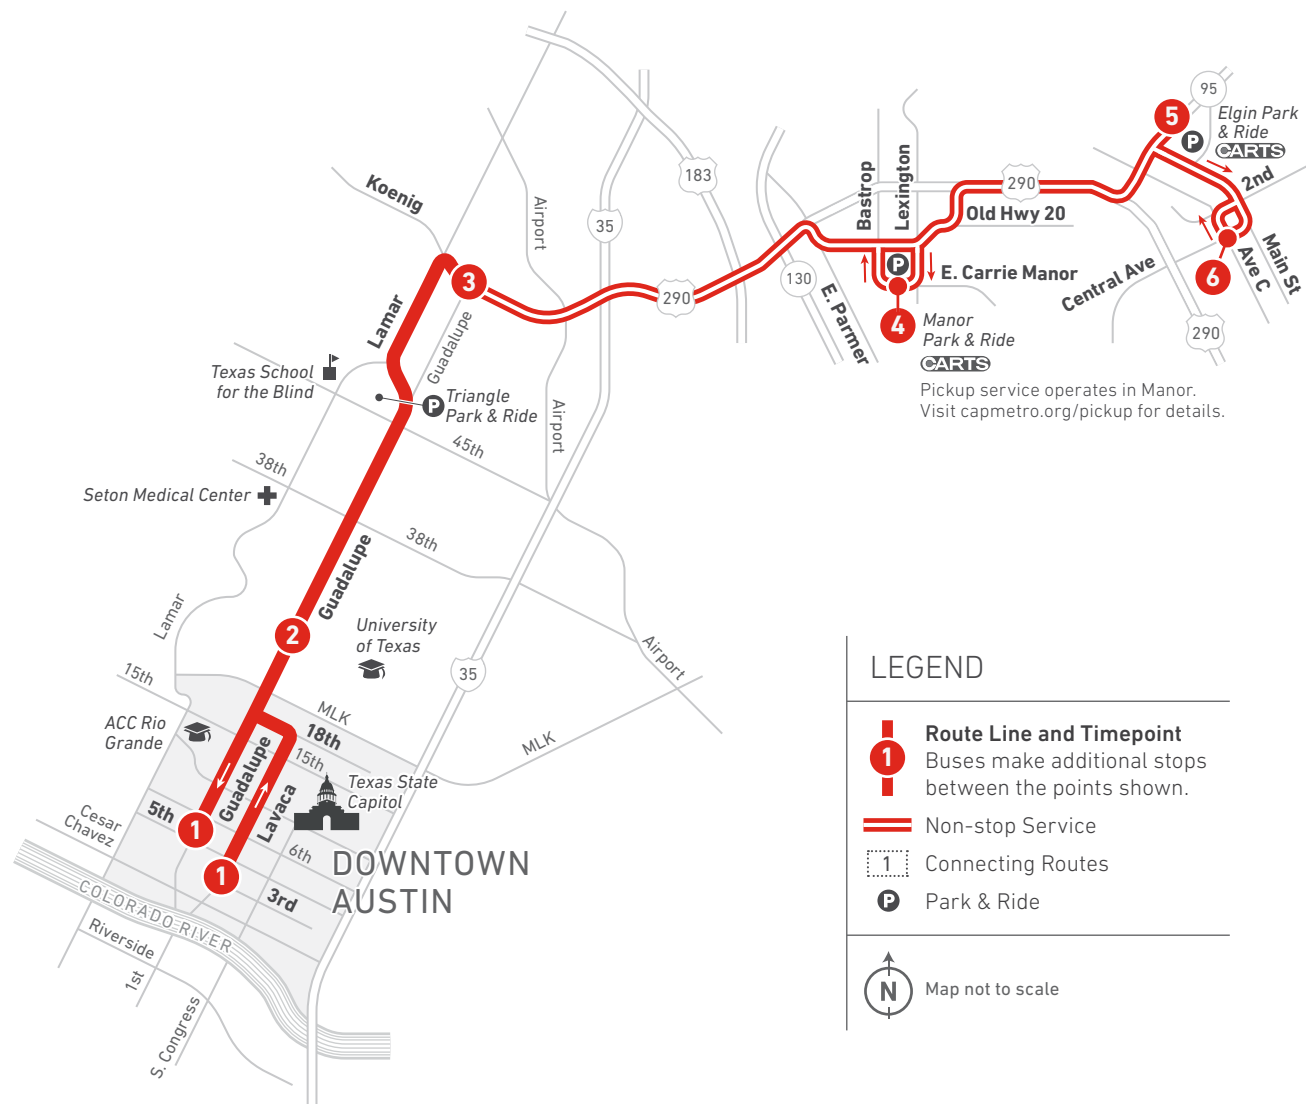 95
5
Elgin Park
& Ride
CARTS
2nd
Koenig
Airport
183
35
Bastrop
Lexington
290
Old Hwy 20
3
290
130
E. Parmer
P
E. Carrie Manor
Central Ave
Ave C
Main St
6
290
4
Manor
Park & Ride
CARTS
Pickup service operates in Manor.
Visit capmetro.org/pickup for details.
Lamar
Guadalupe
Texas School
for the Blind
P
Triangle
Park & Ride
Airport
45th
38th
Seton Medical Center
38th
Guadalupe
Lamar
2
University
of Texas
Airport
35
15th
MLK
18th
MLK
ACC Rio
Grande
Guadalupe
15th
Texas State
Capitol
Lavaca
5th
1
Cesar
Chavez
6th
1
3rd
DOWNTOWN
AUSTIN
COLORADO RIVER
Riverside
1st
S. Congress
P
LEGEND
1
Route Line and Timepoint
Buses make additional stops
between the points shown.
Non-stop Service
1
Connecting Routes
P
Park & Ride
N
Map not to scale